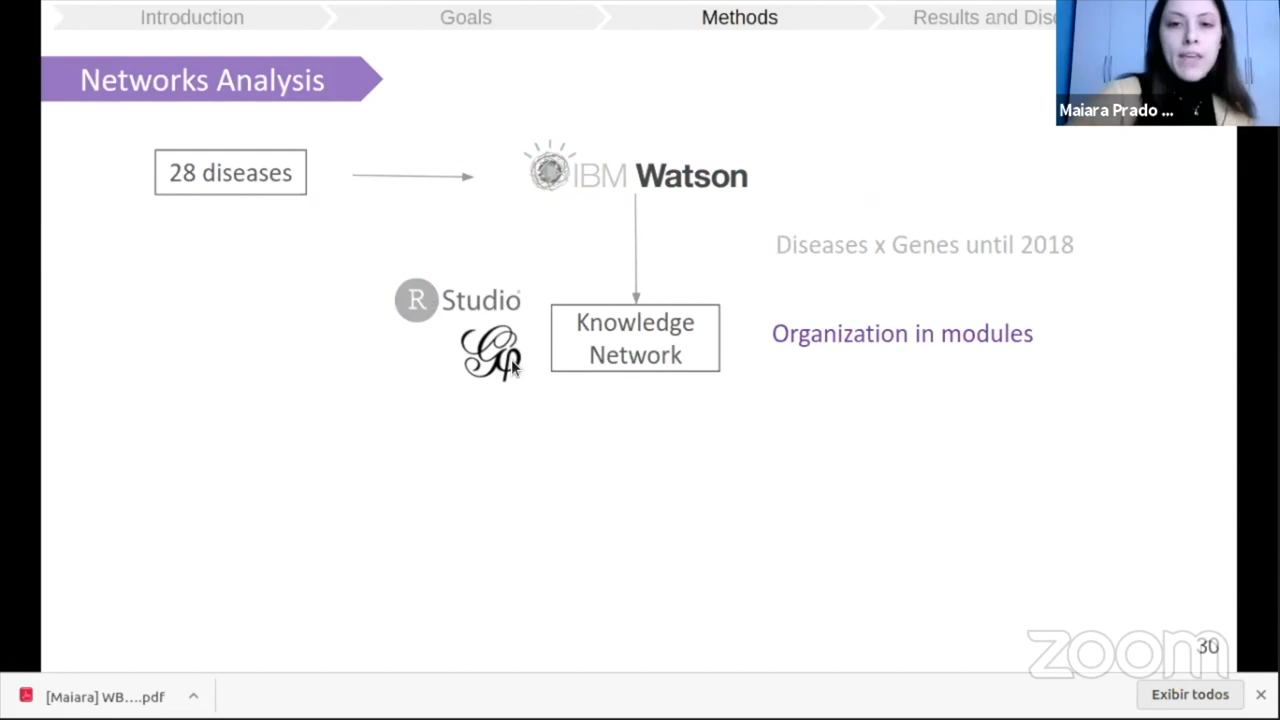 Introduction
Goals
Methods
Results and Disc
Networks Analysis
Maiara Prado ...
28 diseases
IBM Watson
Diseases x Genes until 2018
R Studio
Knowledge
Network
Organization in modules
zoom
30
[Maiara] WB....pdf
Exibir todos